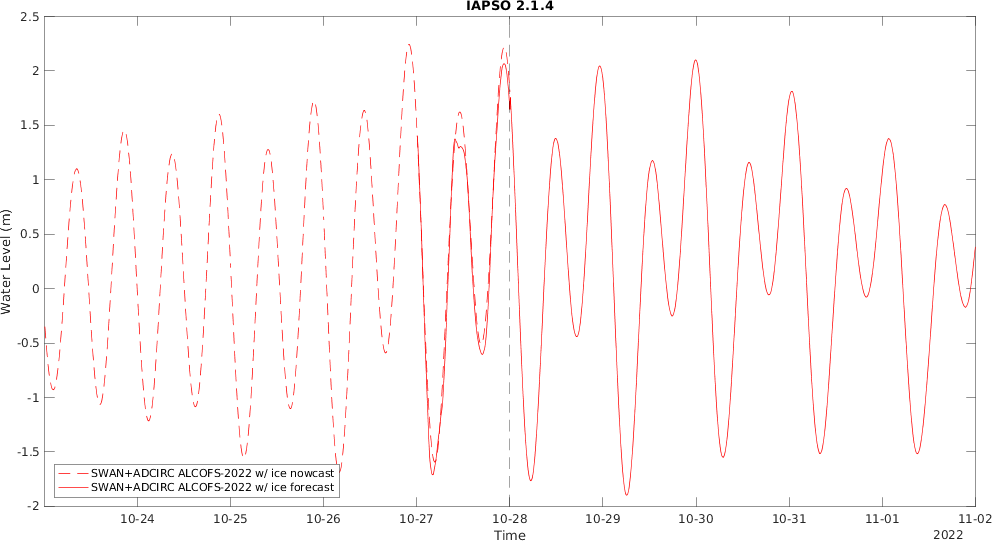 IAPSO 2.1.4
2.5
2
1.5
1
0.5
0
-0.5
-1
-1.5
-2
Water Level (m)
SWAN+ADCIRC ALCOFS-2022 w/ ice nowcast
SWAN+ADCIRC ALCOFS-2022 w/ ice forecast
10-24 10-25 10-26 10-27 10-28 10-29 10-30 10-31 11-01 11-02
Time
2022